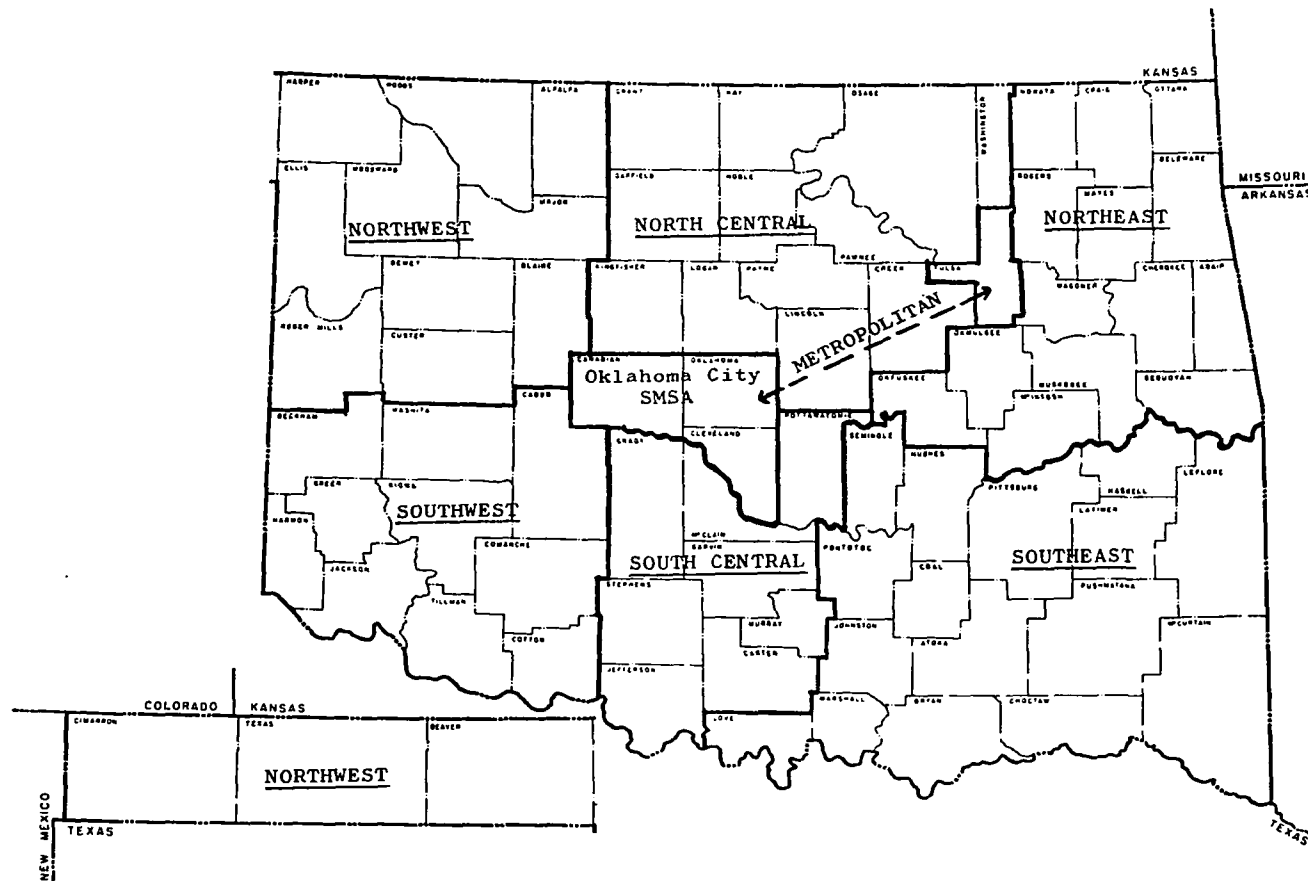 KANSAS
HARPER
WOODS
ALFALFA
GRANT
KAY
OSAGE
WASHINGTON
NOWATA
CRAIG
OTTAWA
ELLIS
WOODWARD
MAJOR
GARFIELD
NOBLE
ROGERS
MAYES
DELAWARE
MISSOURI
ARKANSAS
NORTHWEST
NORTH CENTRAL
NORTHEAST
DEWEY
BLAINE
KINGFISHER
LOGAN
PAYNE
PAWNEE
CREEK
TULSA
WAGONER
CHEROKEE
ADAIR
ROGER MILLS
CUSTER
LINCOLN
METROPOLITAN
OKMULGEE
CANADIAN
OKLAHOMA
Oklahoma City
SMSA
OKFUSKEE
MUSKOGEE
McINTOSH
SEQUOYAH
BECKHAM
WASHITA
CADDO
GRADY
CLEVELAND
POTTAWATOMIE
SEMINOLE
HUGHES
PITTSBURG
HASKELL
LEFLORE
GREER
KIOWA
HARMON
SOUTHWEST
JACKSON
COMANCHE
McCLAIN
GARVIN
SOUTH CENTRAL
PONTOTOC
COAL
LATIMER
SOUTHEAST
PUSHMATAHA
TILLMAN
COTTON
STEPHENS
MURRAY
CARTER
JOHNSTON
ATOKA
McCURTAIN
JEFFERSON
LOVE
MARSHALL
BRYAN
CHOCTAW
COLORADO
KANSAS
CIMARRON
TEXAS
BEAVER
NORTHWEST
TEXAS
NEW MEXICO
TEXAS